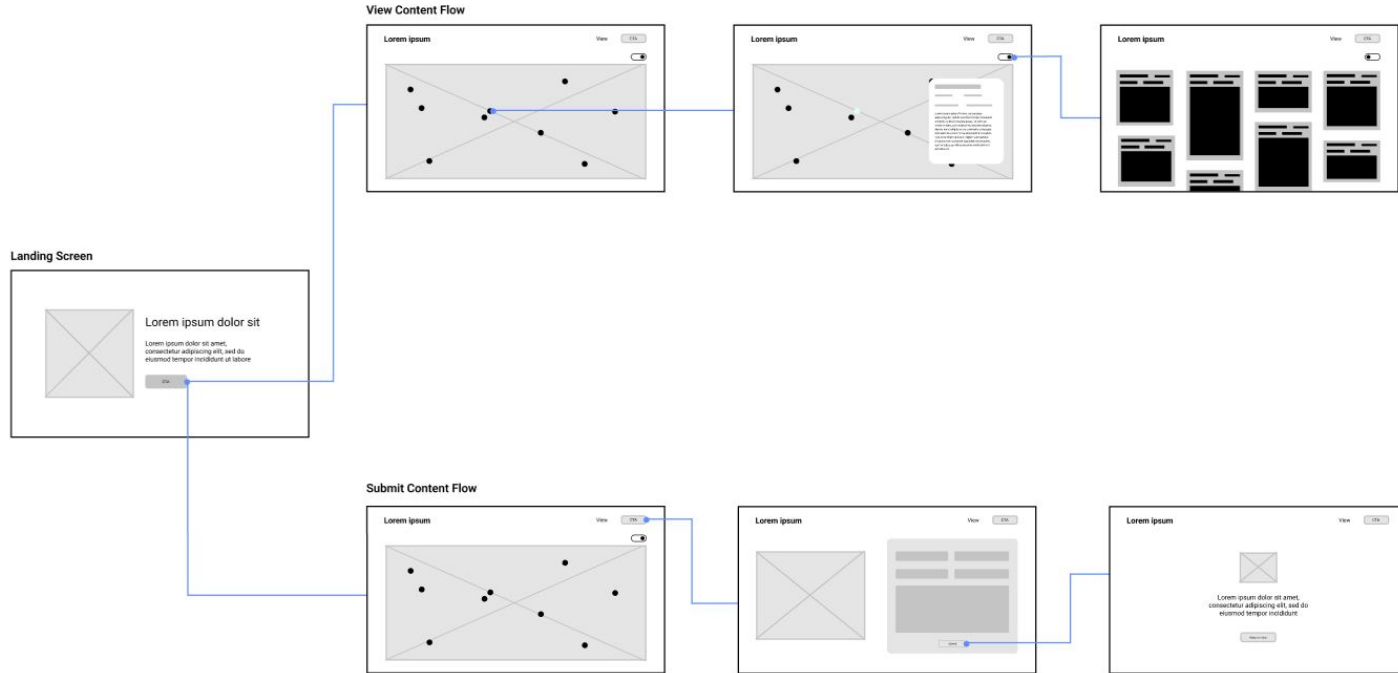 View Content Flow
Lorem ipsum
View
CTA
Lorem ipsum
View
CTA
Lorem ipsum
View
CTA
Landing Screen
Lorem ipsum dolor sit
Lorem ipsum dolor sit amet,
consectetur adipiscing elit, sed do
eiusmod tempor incididunt ut labore
CTA
Submit Content Flow
Lorem ipsum
View
CTA
Lorem ipsum
View
CTA
Lorem ipsum
View
CTA
Lorem ipsum dolor sit amet,
consectetur adipiscing elit, sed do
eiusmod tempor incididunt